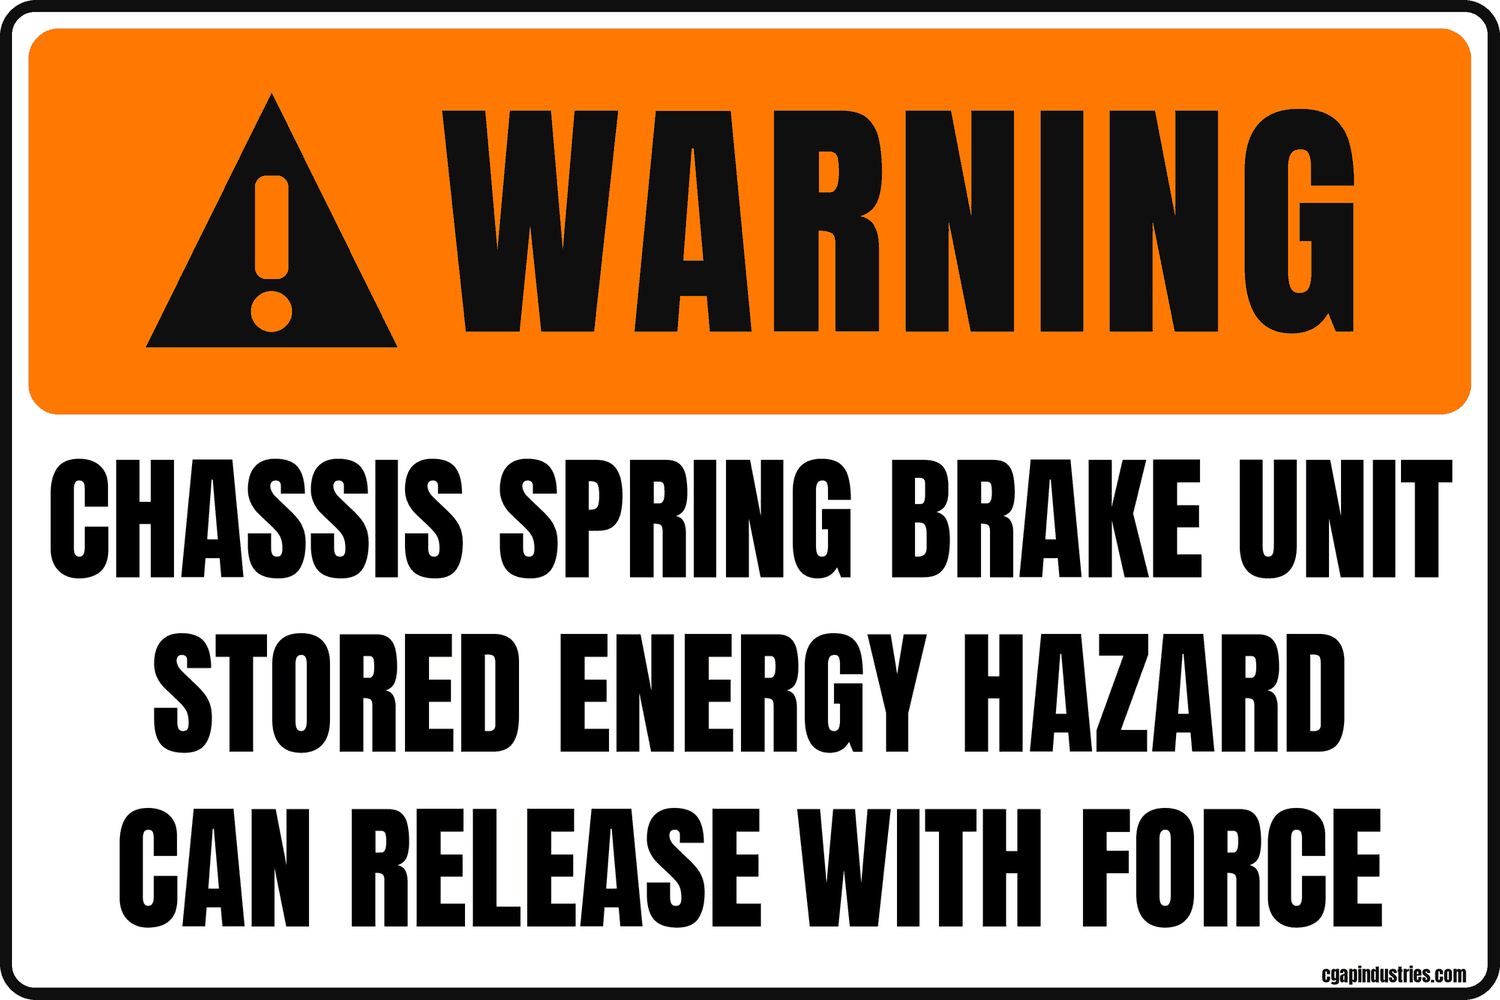 WARNING
CHASSIS SPRING BRAKE UNIT
STORED ENERGY HAZARD
CAN RELEASE WITH FORCE
cgapindustries.com